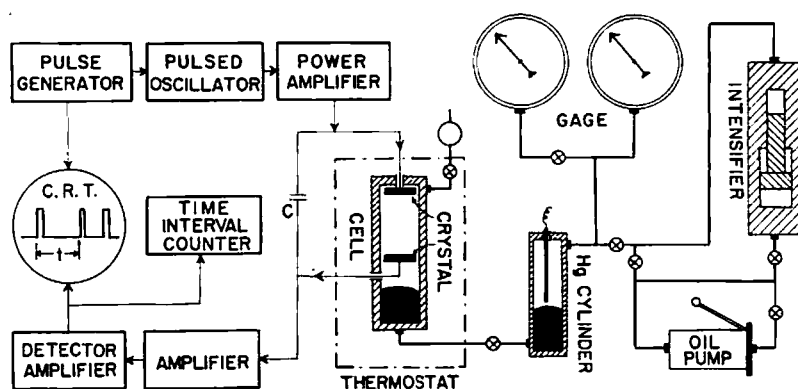 PULSE
GENERATOR
PULSED
OSCILLATOR
POWER
AMPLIFIER
GAGE
INTENSIFIER
C. R. T.
t
TIME
INTERVAL
COUNTER
C
CELL
CRYSTAL
Hg CYLINDER
DETECTOR
AMPLIFIER
AMPLIFIER
THERMOSTAT
OIL
PUMP